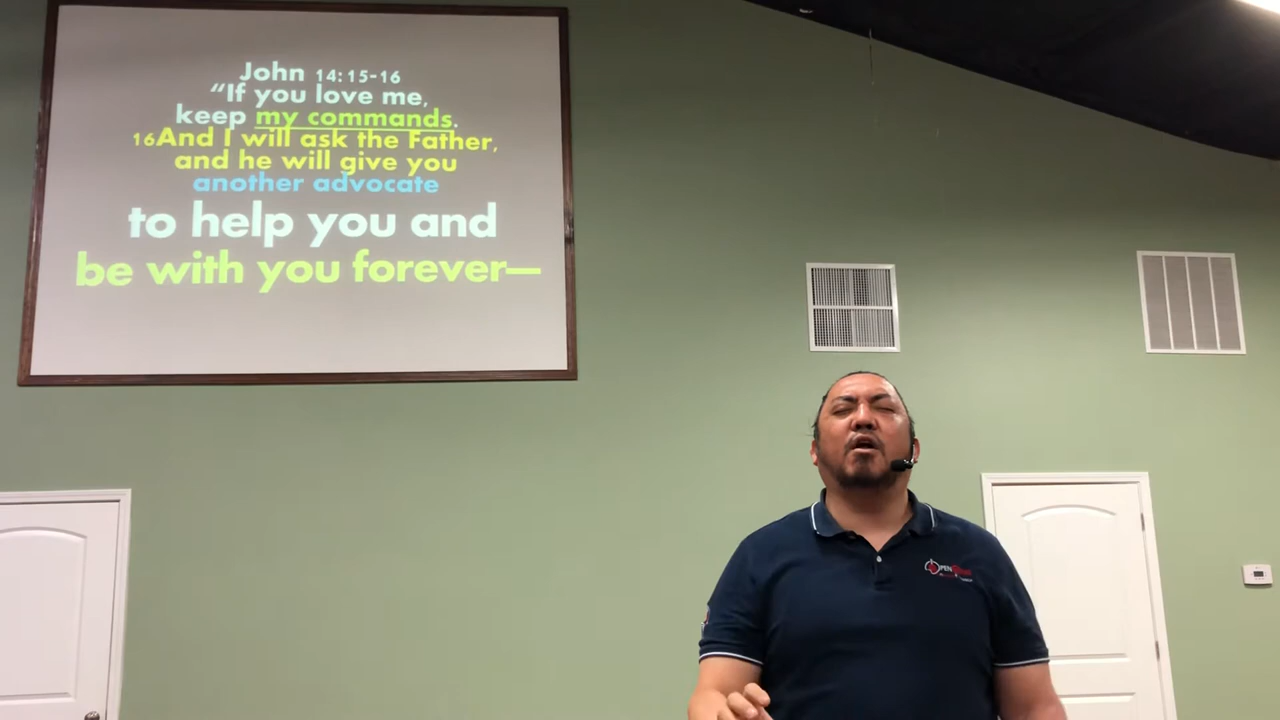 John 14:15-16
“If you love me,
keep my commands.
16And I will ask the Father,
and he will give you
another advocate
to help you and
be with you forever—